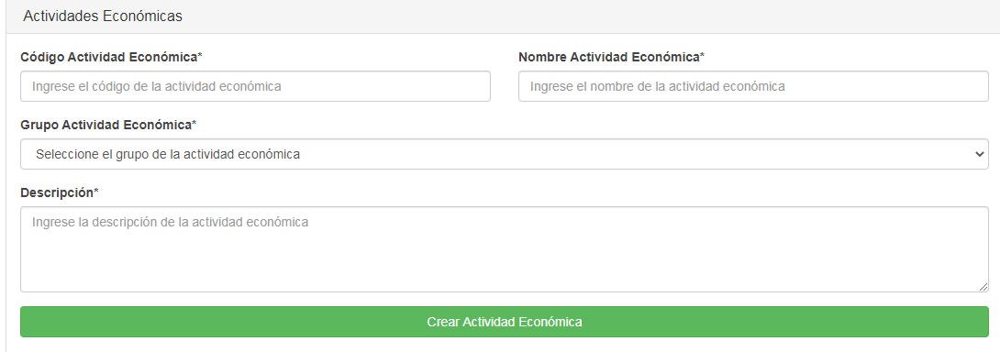 Actividades Económicas
Código Actividad Económica*
Nombre Actividad Económica*
Ingrese el código de la actividad económica
Ingrese el nombre de la actividad económica
Grupo Actividad Económica*
Seleccione el grupo de la actividad económica
Descripción*
Ingrese la descripción de la actividad económica
Crear Actividad Económica